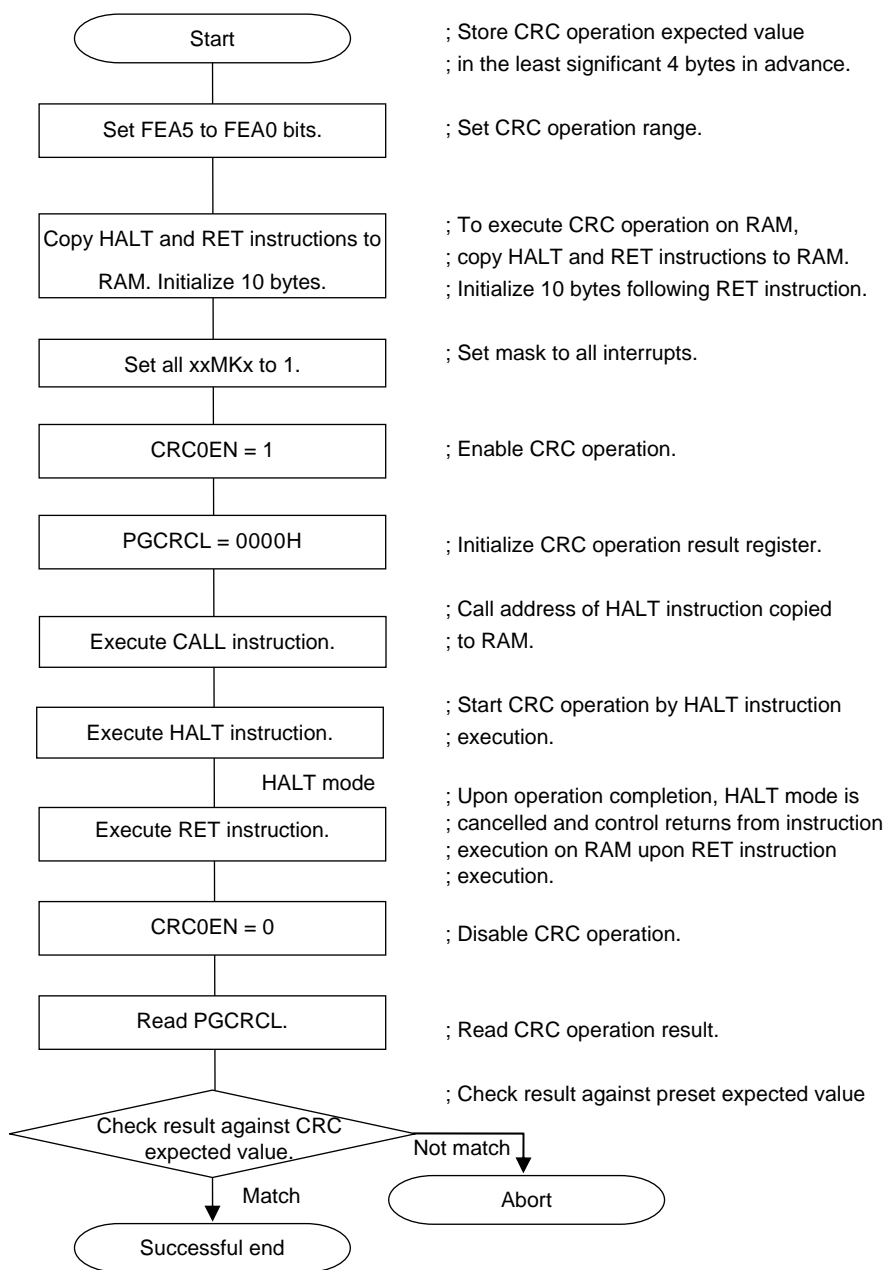 Start
; Store CRC operation expected value
; in the least significant 4 bytes in advance.
Set FEA5 to FEA0 bits.
; Set CRC operation range.
Copy HALT and RET instructions to
RAM. Initialize 10 bytes.
; To execute CRC operation on RAM,
; copy HALT and RET instructions to RAM.
; Initialize 10 bytes following RET instruction.
Set all xxMKx to 1.
; Set mask to all interrupts.
CRC0EN = 1
; Enable CRC operation.
PGCRCL = 0000H
; Initialize CRC operation result register.
Execute CALL instruction.
; Call address of HALT instruction copied
; to RAM.
Execute HALT instruction.
; Start CRC operation by HALT instruction
; execution.
HALT mode
Execute RET instruction.
; Upon operation completion, HALT mode is
; cancelled and control returns from instruction
; execution on RAM upon RET instruction
; execution.
CRC0EN = 0
; Disable CRC operation.
Read PGCRCL.
; Read CRC operation result.
; Check result against preset expected value
Check result against CRC
expected value.
Not match
Match
Abort
Successful end